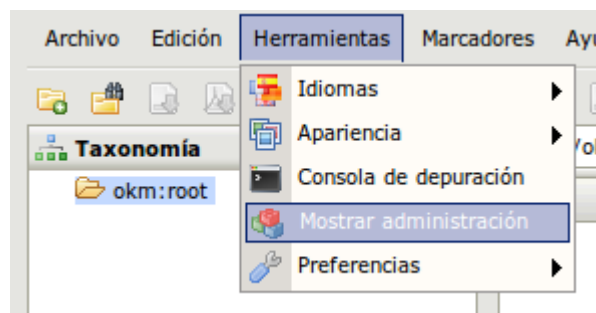 Archivo Edición Herramientas Marcadores
Idiomas
Apariencia
Taxonomía
Consola de depuración
okm:root
Mostrar administración
Preferencias